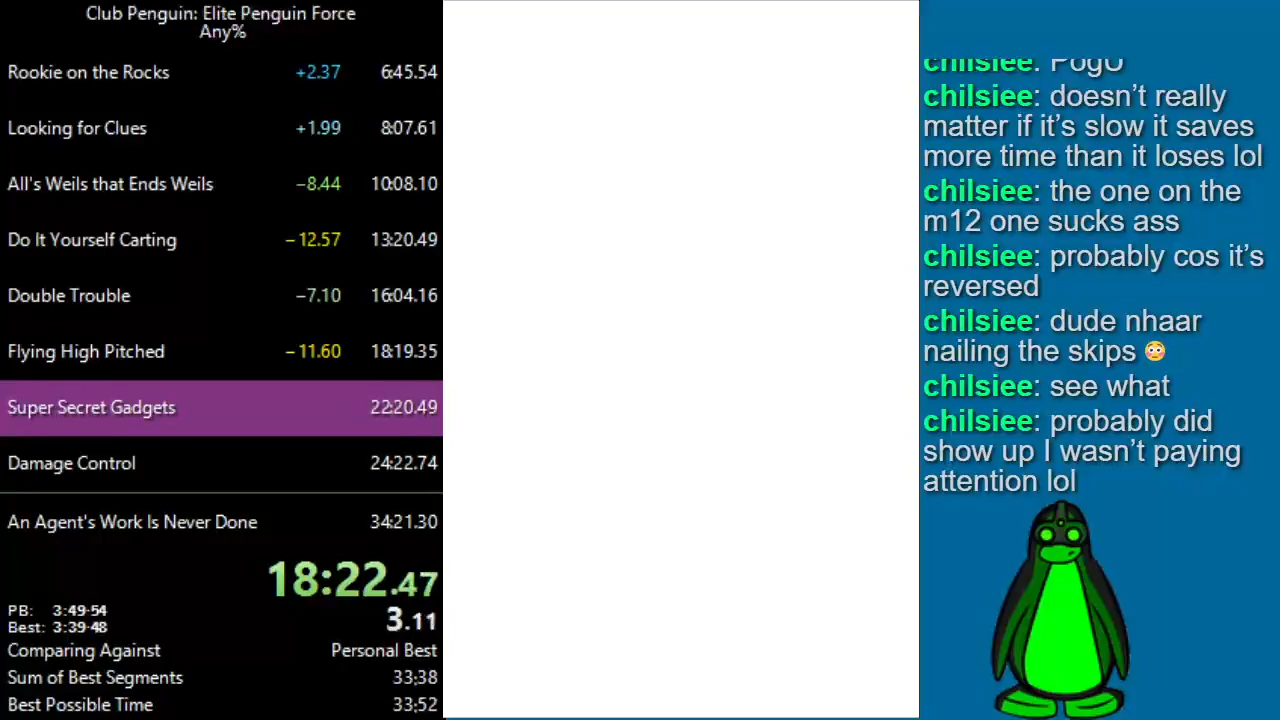 Club Penguin: Elite Penguin Force
Any%
Rookie on the Rocks +2.37 6:45.54
Looking for Clues +1.99 8:07.61
All's Weils that Ends Weils −8.44 10:08.10
Do It Yourself Carting −12.57 13:20.49
Double Trouble −7.10 16:04.16
Flying High Pitched −11.60 18:19.35
Super Secret Gadgets 22:20.49
Damage Control 24:22.74
An Agent's Work Is Never Done 34:21.30
18:22.47
PB: 3:49.54
Best: 3:39.48
3.11
Comparing Against Personal Best
Sum of Best Segments 33:38
Best Possible Time 33:52
chilsiee: PogU
chilsiee: doesn't really
matter if it's slow it saves
more time than it loses lol
chilsiee: the one on the
m12 one sucks ass
chilsiee: probably cos it's
reversed
chilsiee: dude nhaar
nailing the skips 😳
chilsiee: see what
chilsiee: probably did
show up I wasn't paying
attention lol